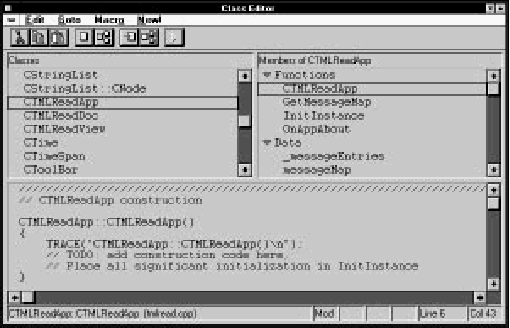 Class Editor
Edit Goto Macro Now!
Classes
CStringList
CStringList::CNode
CTMLReadApp
CTMLReadDoc
CTMLReadView
CTime
CTimeSpan
CToolBar
Members of CTMLReadApp
Functions
CTMLReadApp
GetMessageMap
InitInstance
OnAppAbout
Data
_messageEntries
messageMap
// CTMLReadApp construction
CTMLReadApp::CTMLReadApp()
{
TRACE("CTMLReadApp::CTMLReadApp()\n");
// TODO: add construction code here,
// Place all significant initialization in InitInstance
}
CTMLReadApp: CTMLReadApp (tmlread.cpp) Mod Line 6 Col 43